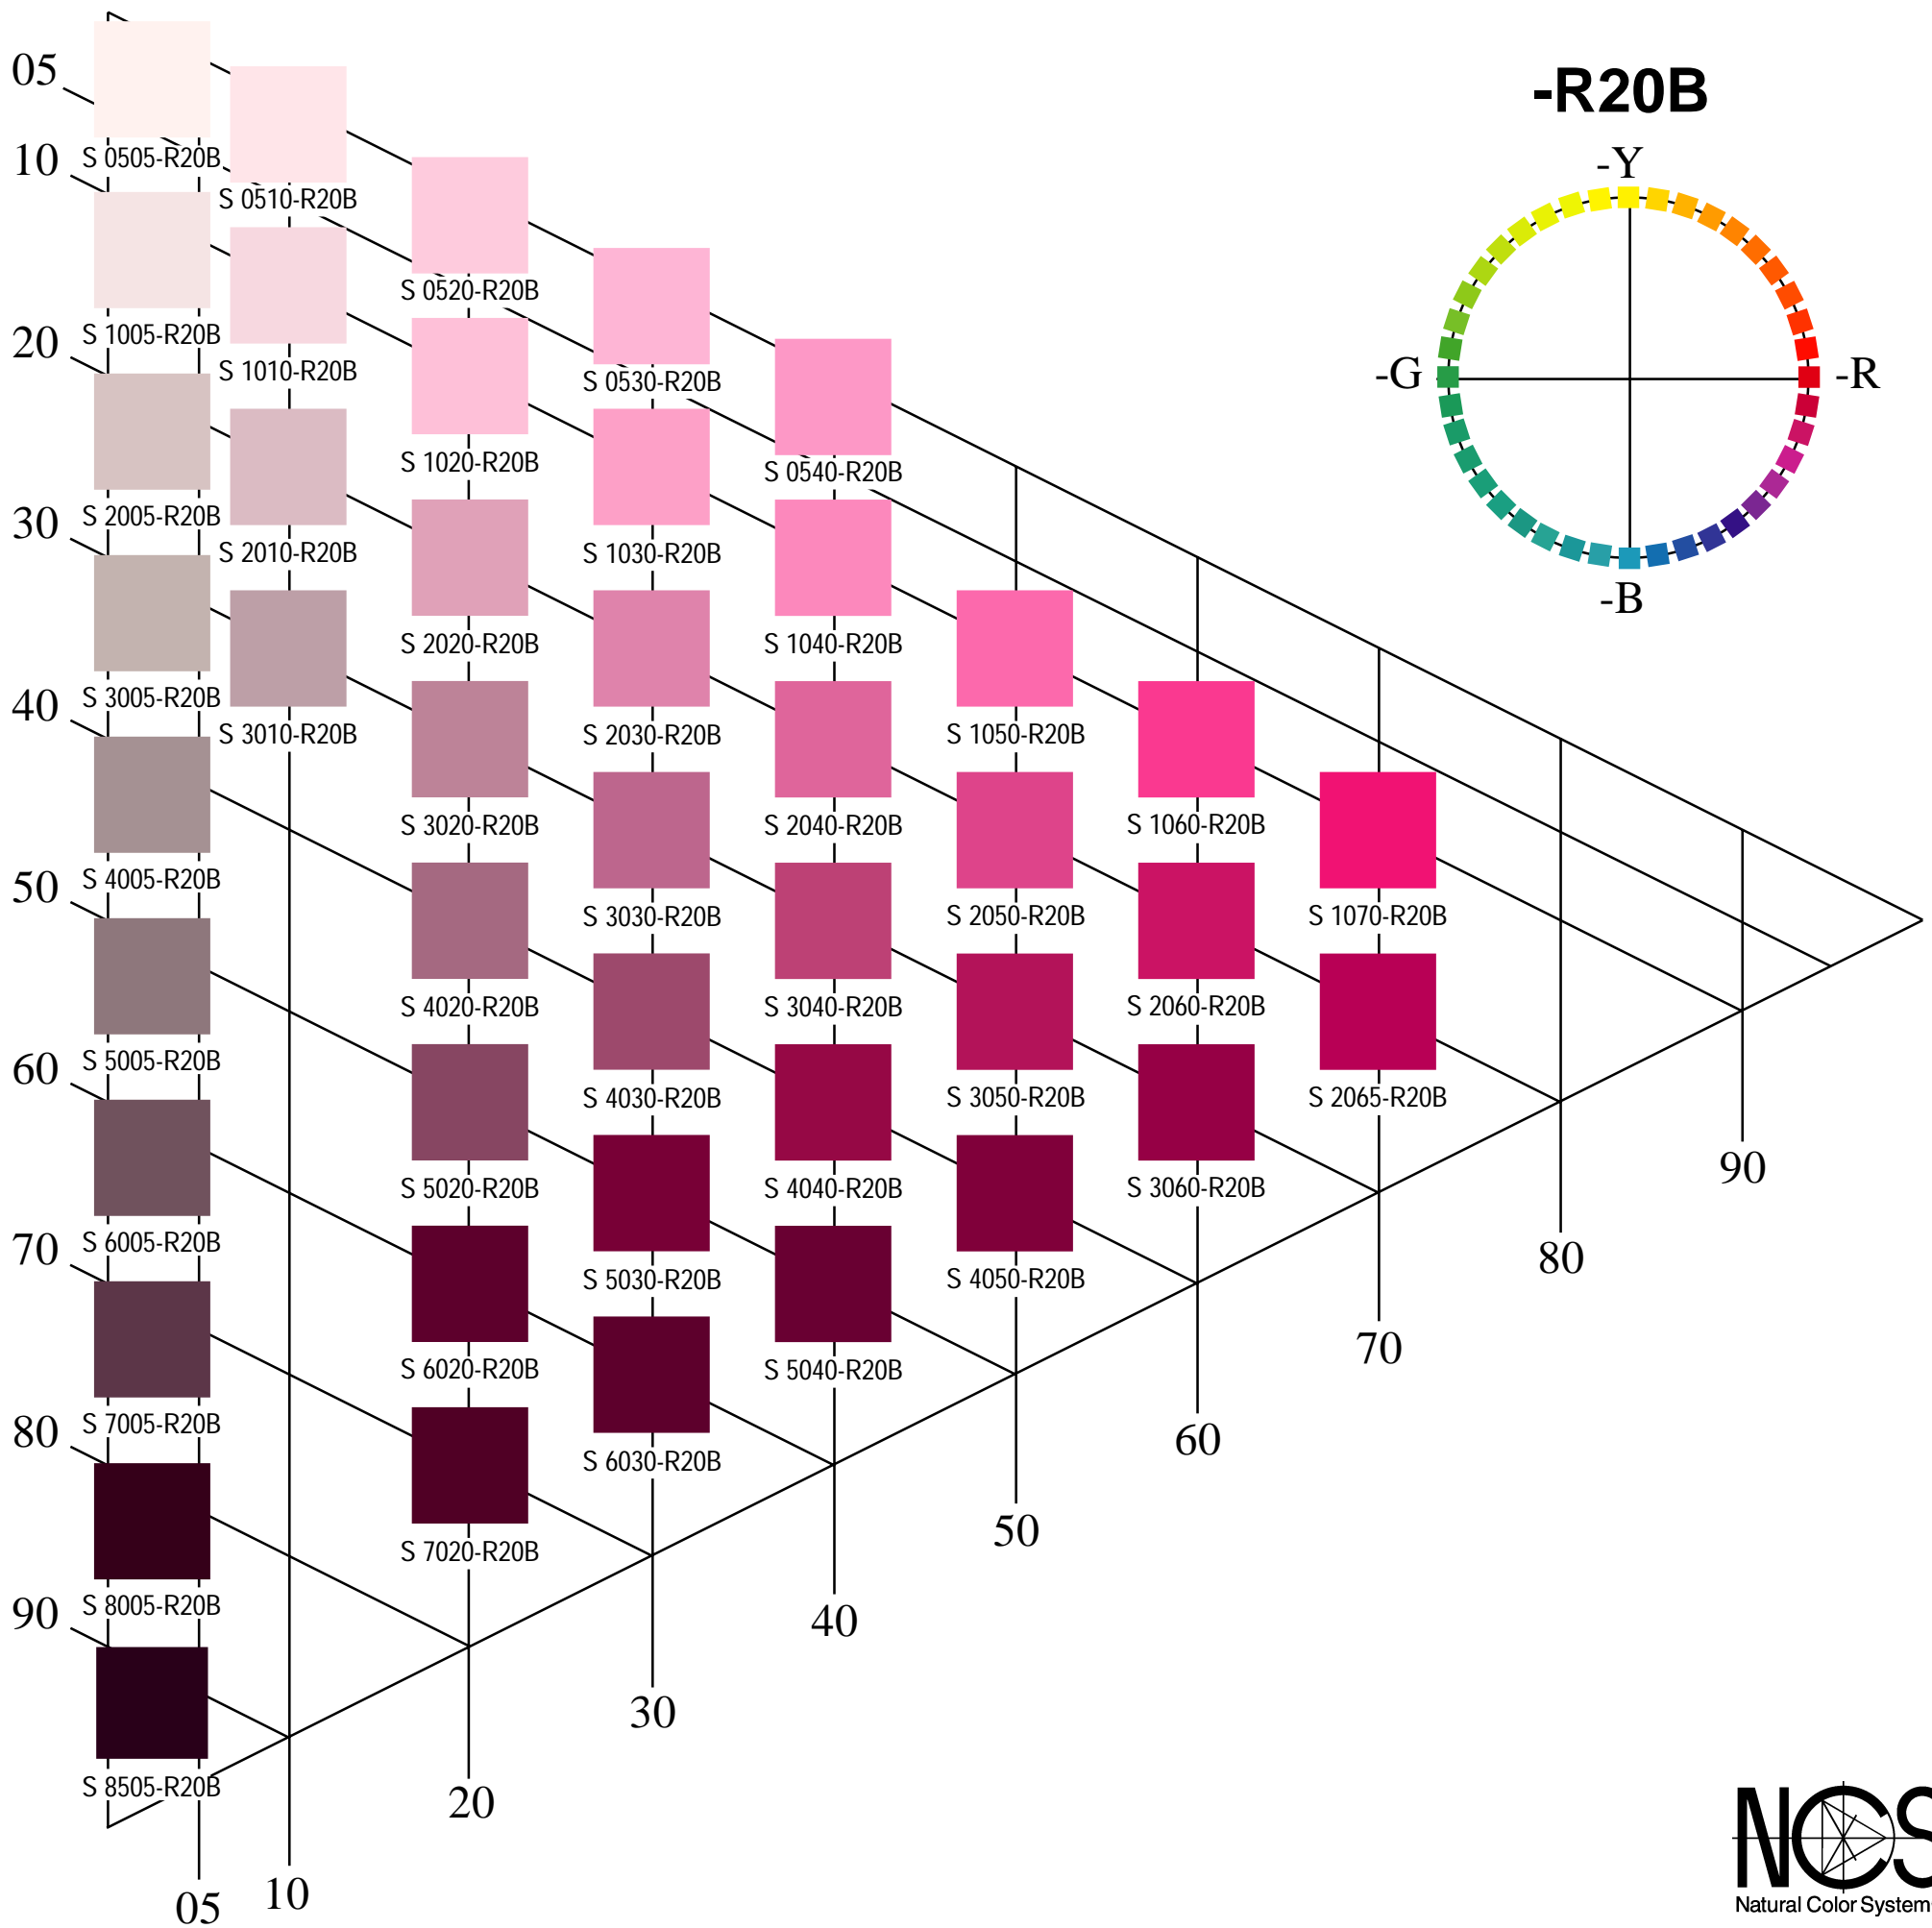 -R20B
-Y
-G
-R
-B
05
10
20
30
40
50
60
70
80
90
S 0505-R20B
S 1005-R20B
S 2005-R20B
S 3005-R20B
S 4005-R20B
S 5005-R20B
S 6005-R20B
S 7005-R20B
S 8005-R20B
S 8505-R20B
S 0510-R20B
S 1010-R20B
S 2010-R20B
S 3010-R20B
S 0520-R20B
S 1020-R20B
S 2020-R20B
S 3020-R20B
S 4020-R20B
S 5020-R20B
S 6020-R20B
S 7020-R20B
S 0530-R20B
S 1030-R20B
S 2030-R20B
S 3030-R20B
S 4030-R20B
S 5030-R20B
S 6030-R20B
S 0540-R20B
S 1040-R20B
S 2040-R20B
S 3040-R20B
S 4040-R20B
S 5040-R20B
S 1050-R20B
S 2050-R20B
S 3050-R20B
S 4050-R20B
S 1060-R20B
S 2060-R20B
S 3060-R20B
S 1070-R20B
S 2065-R20B
05
10
20
30
40
50
60
70
80
90
NCS
Natural Color System